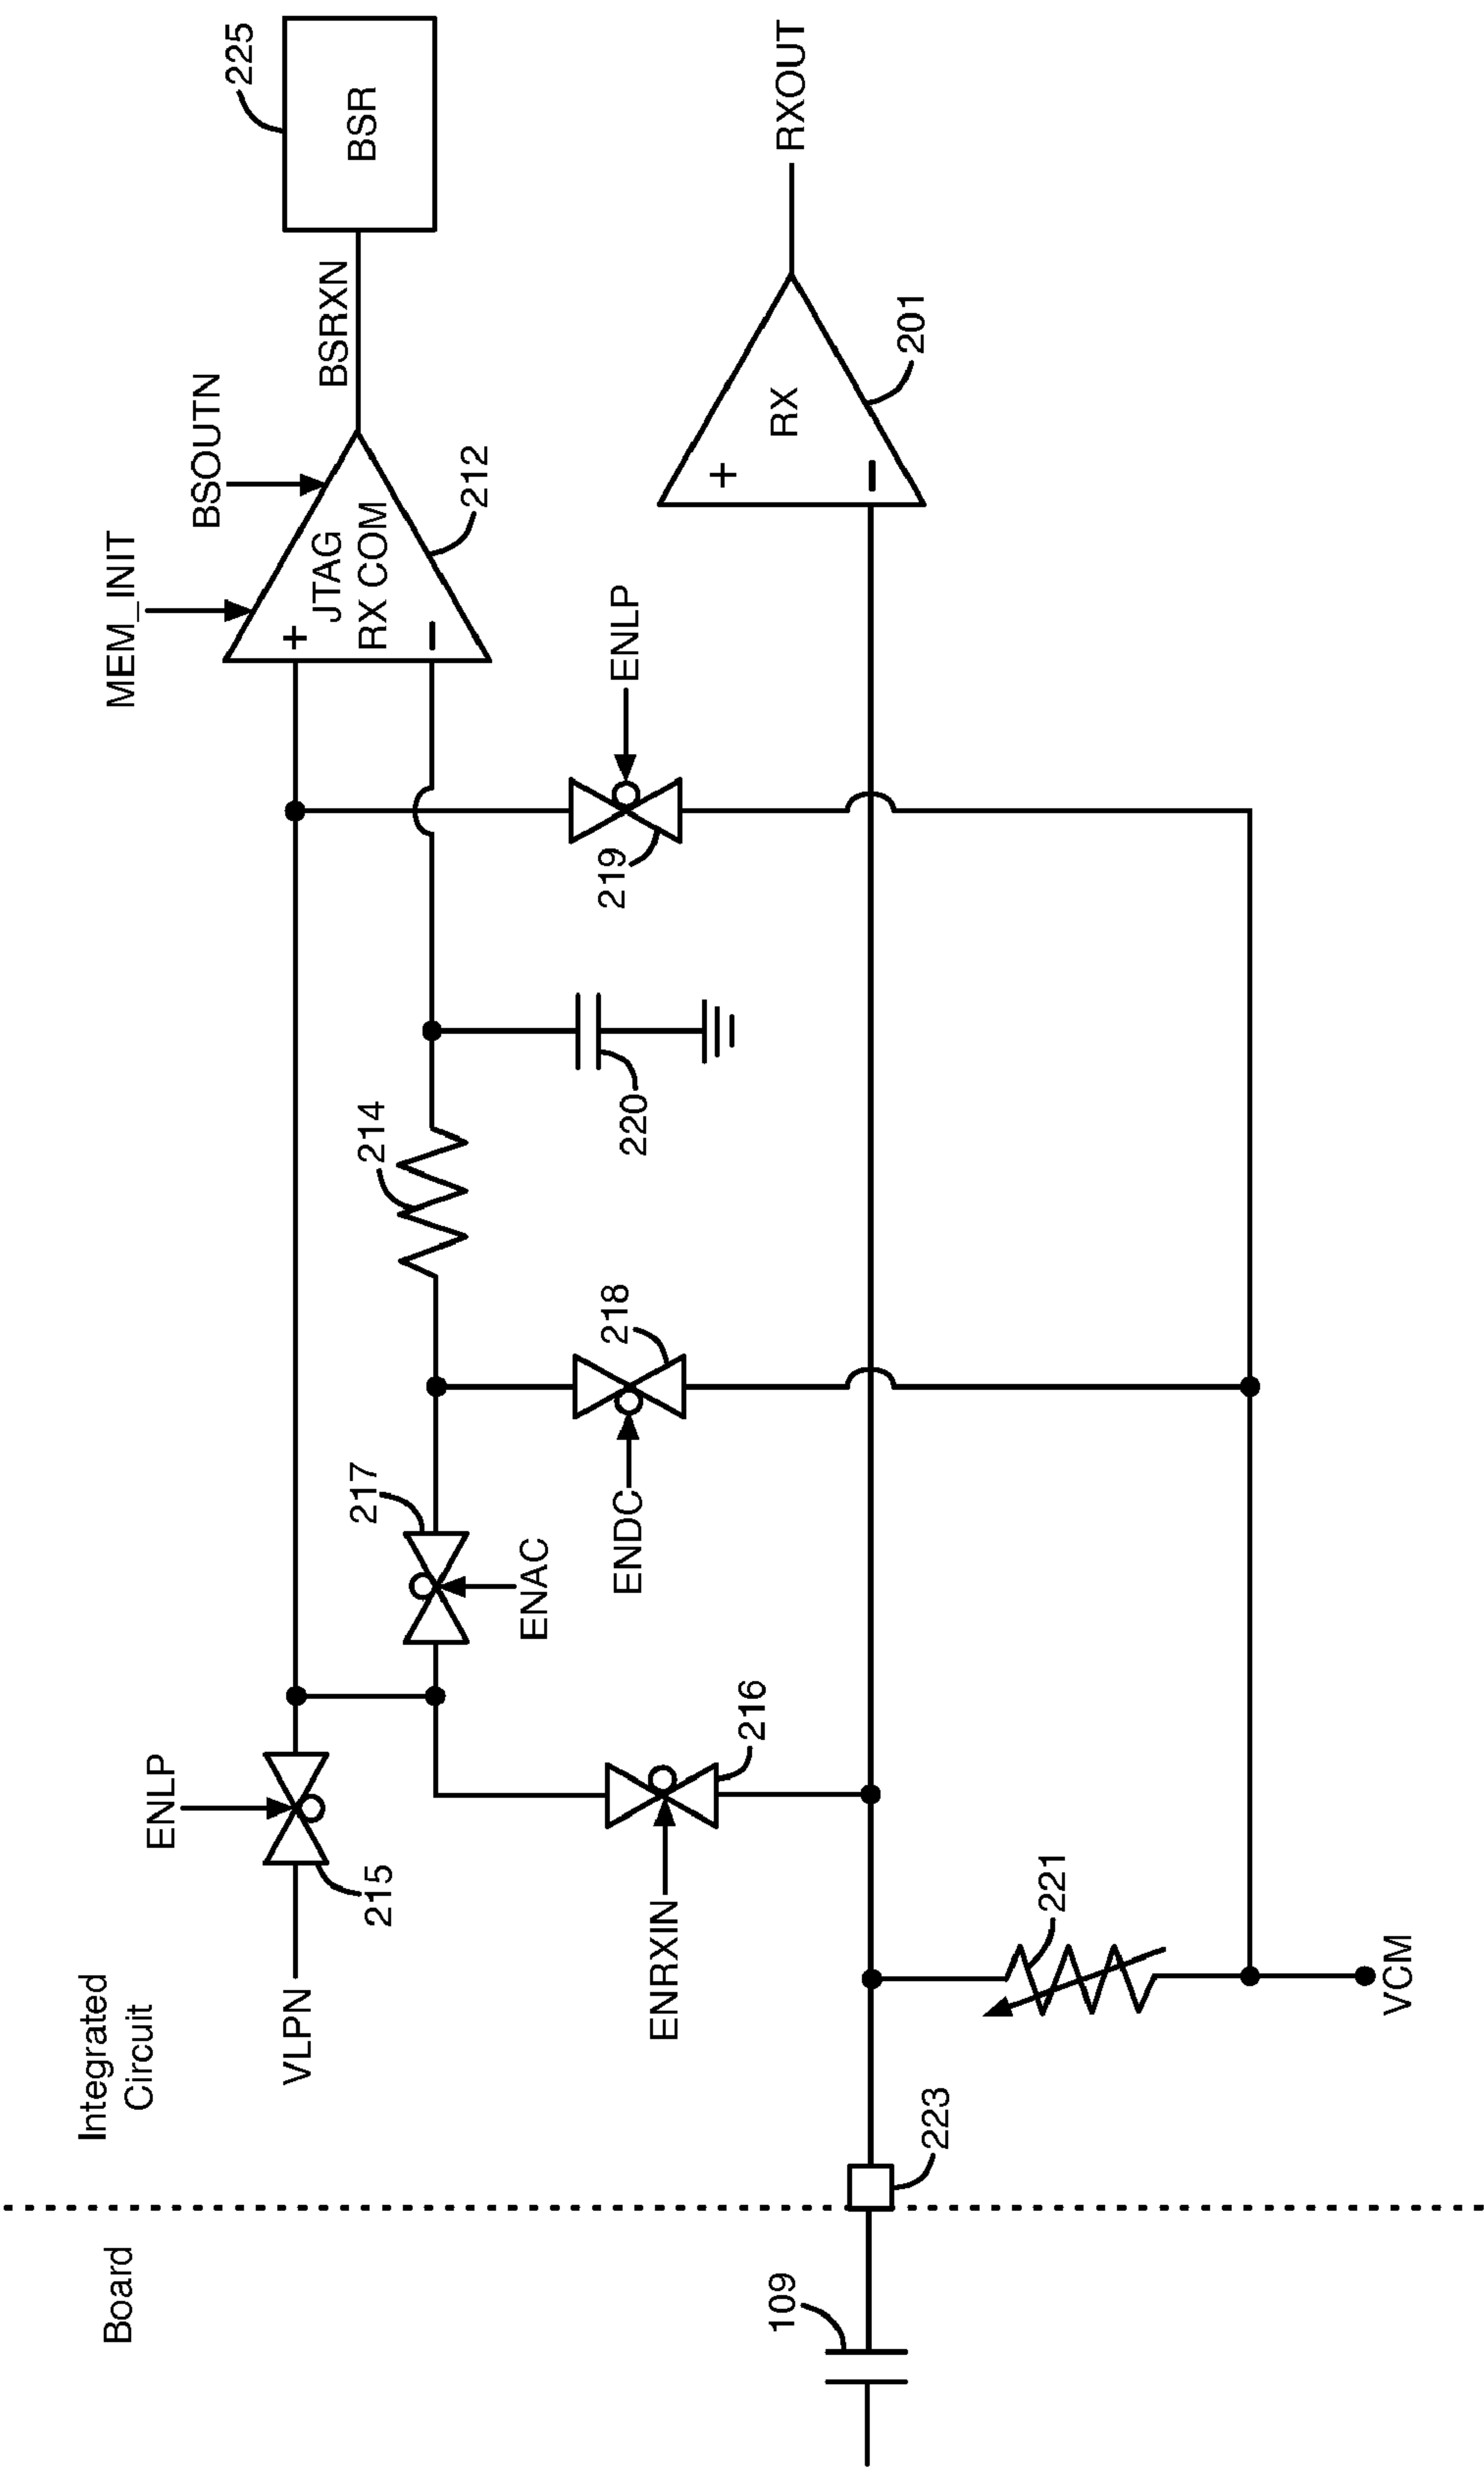 Board
Integrated
Circuit
109
223
VLPN
ENLP
215
ENRXIN
216
221
VCM
217
ENAC
ENDC
218
214
220
219
ENLP
MEM_INIT
BSOUTN
+
JTAG
RX COM
−
212
BSRXN
225
BSR
+
RX
−
201
RXOUT